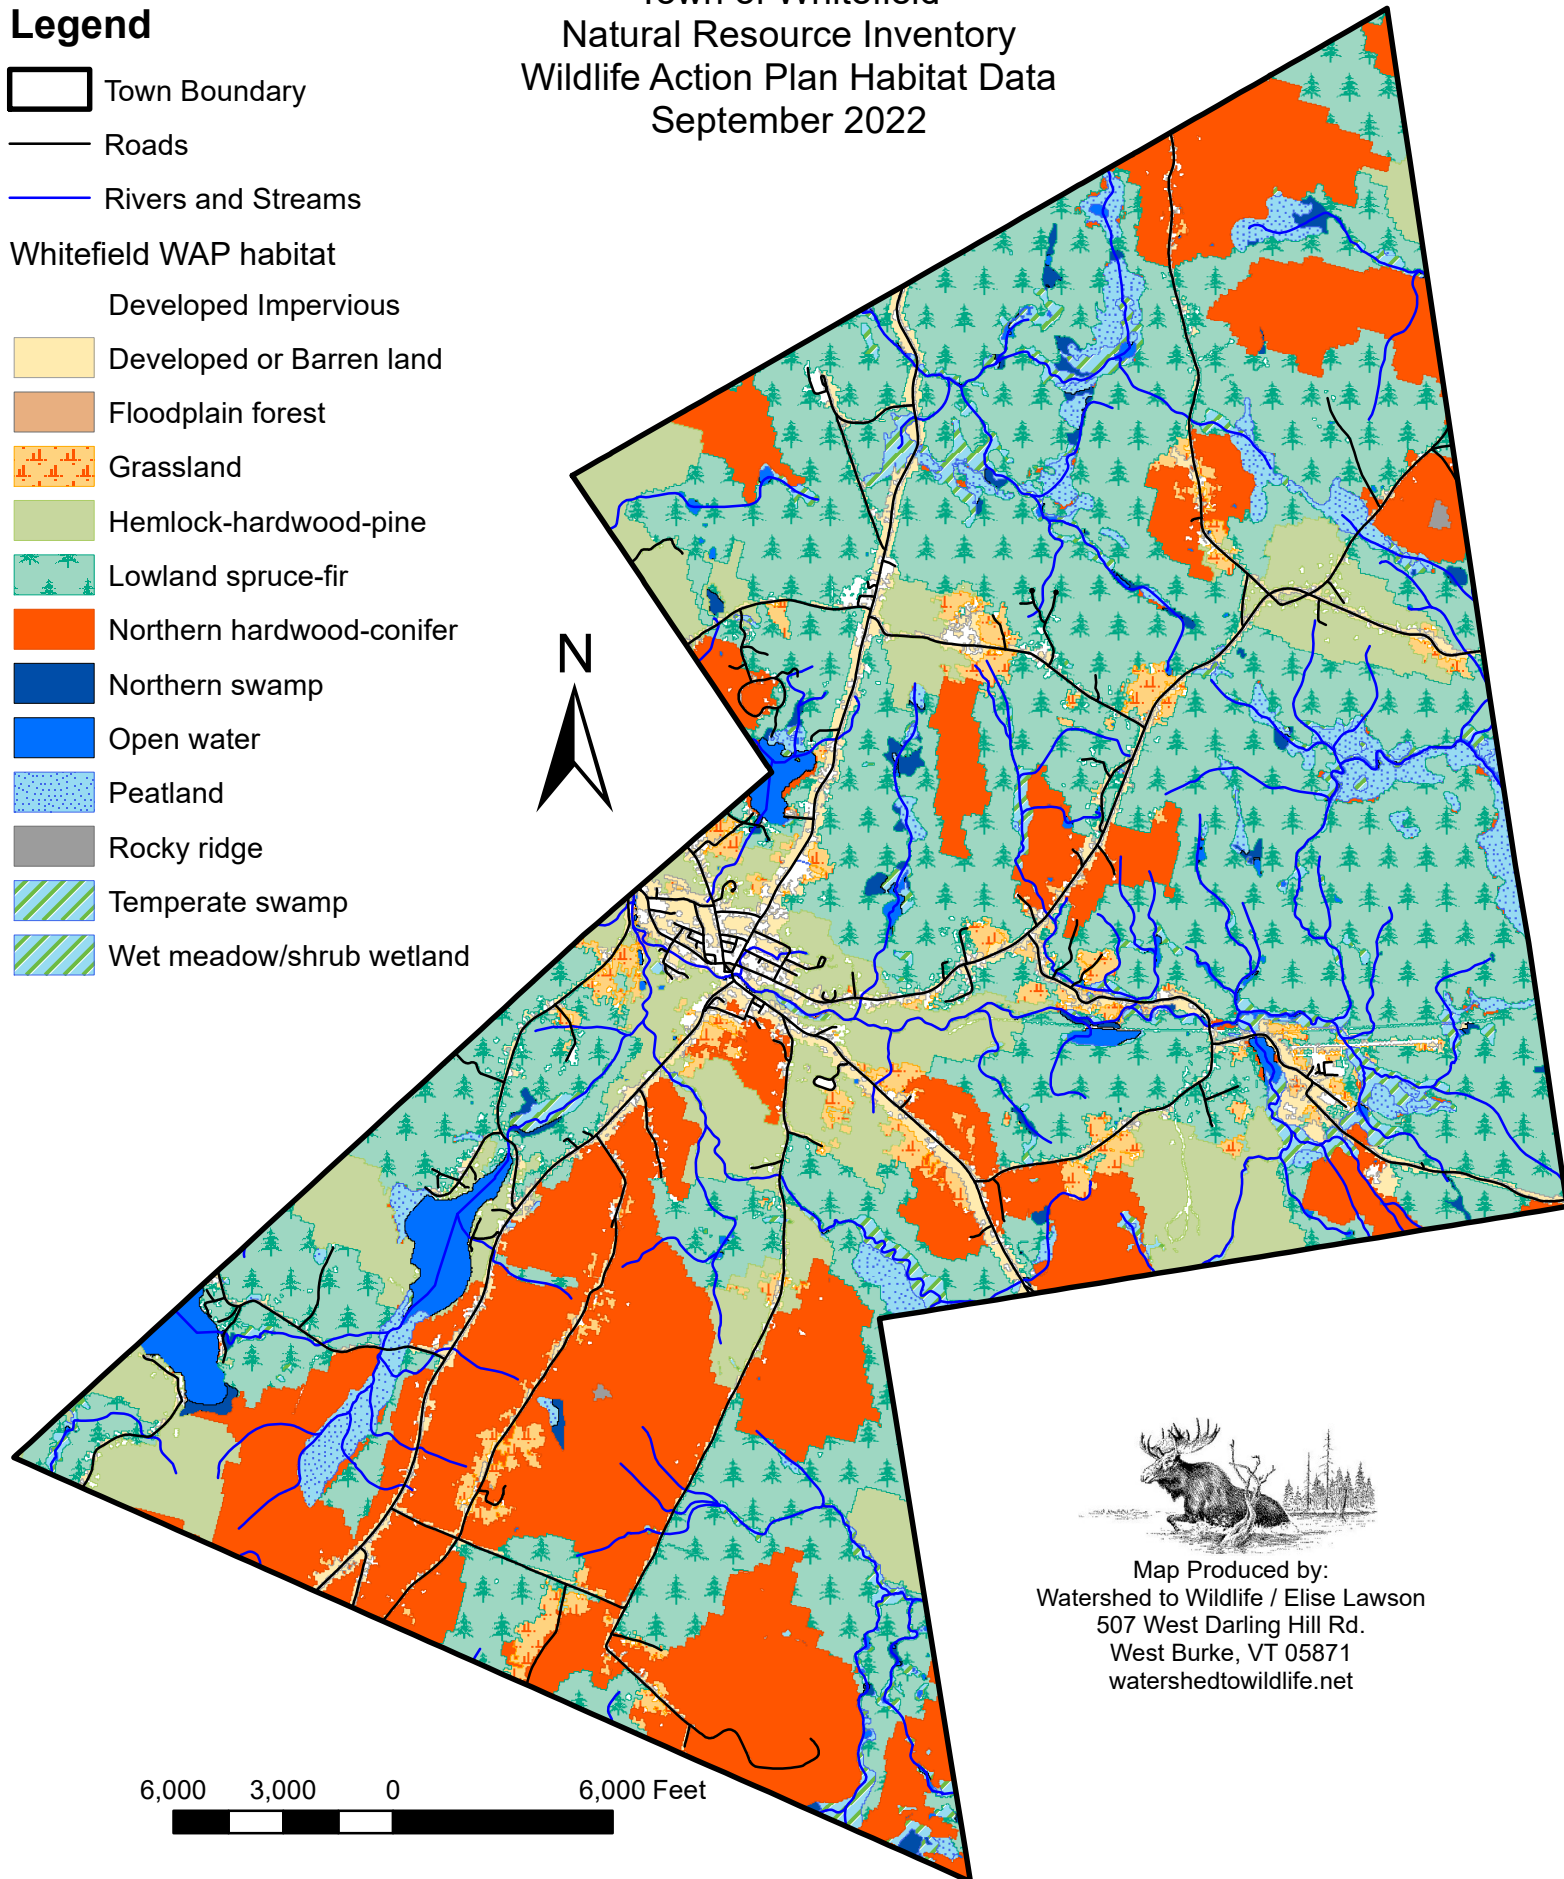 Legend
Town Boundary
Roads
Rivers and Streams
Whitefield WAP habitat
Developed Impervious
Developed or Barren land
Floodplain forest
Grassland
Hemlock-hardwood-pine
Lowland spruce-fir
Northern hardwood-conifer
Northern swamp
Open water
Peatland
Rocky ridge
Temperate swamp
Wet meadow/shrub wetland
Town of Whitefield
Natural Resource Inventory
Wildlife Action Plan Habitat Data
September 2022
N
6,000 3,000 0 6,000 Feet
Map Produced by:
Watershed to Wildlife / Elise Lawson
507 West Darling Hill Rd.
West Burke, VT 05871
watershedtowildlife.net